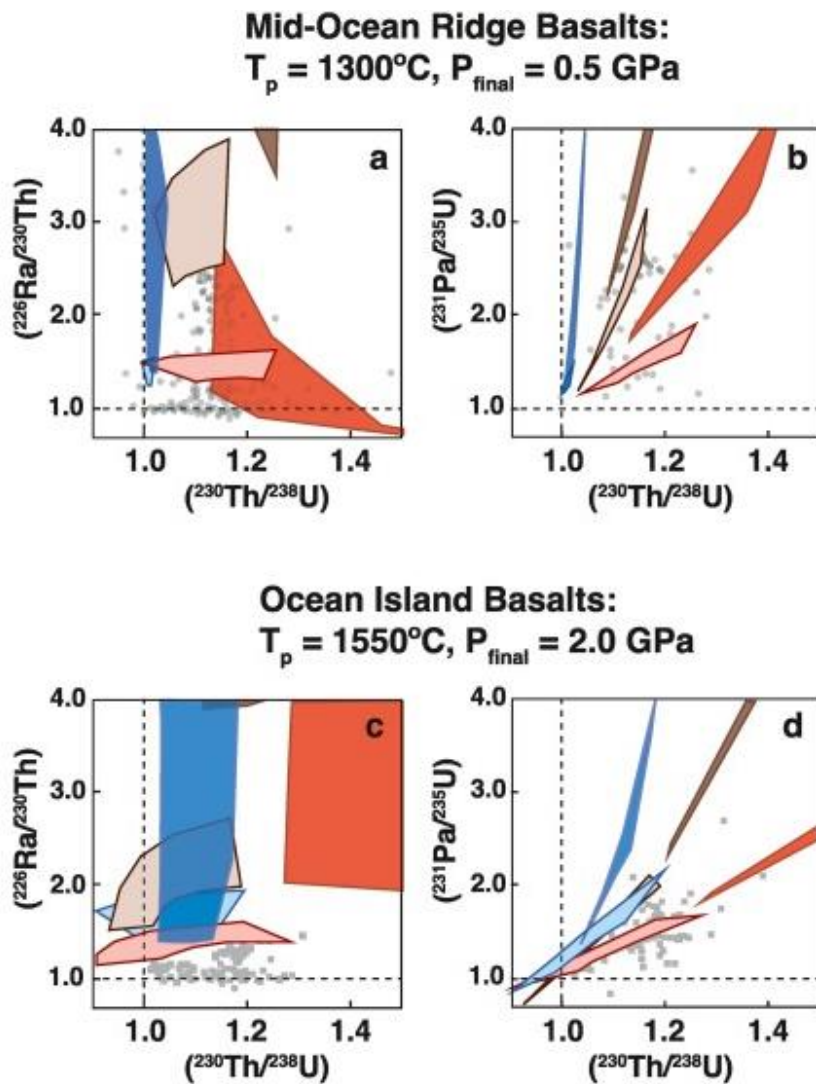 Mid-Ocean Ridge Basalts:
Tp = 1300°C, Pfinal = 0.5 GPa
4.0
3.0
2.0
1.0
(²²⁶Ra/²³⁰Th)
a
1.0 1.2 1.4
(²³⁰Th/²³⁸U)
4.0
3.0
2.0
1.0
(²³¹Pa/²³⁵U)
b
1.0 1.2 1.4
(²³⁰Th/²³⁸U)
Ocean Island Basalts:
Tp = 1550°C, Pfinal = 2.0 GPa
4.0
3.0
2.0
1.0
(²²⁶Ra/²³⁰Th)
c
1.0 1.2 1.4
(²³⁰Th/²³⁸U)
4.0
3.0
2.0
1.0
(²³¹Pa/²³⁵U)
d
1.0 1.2 1.4
(²³⁰Th/²³⁸U)